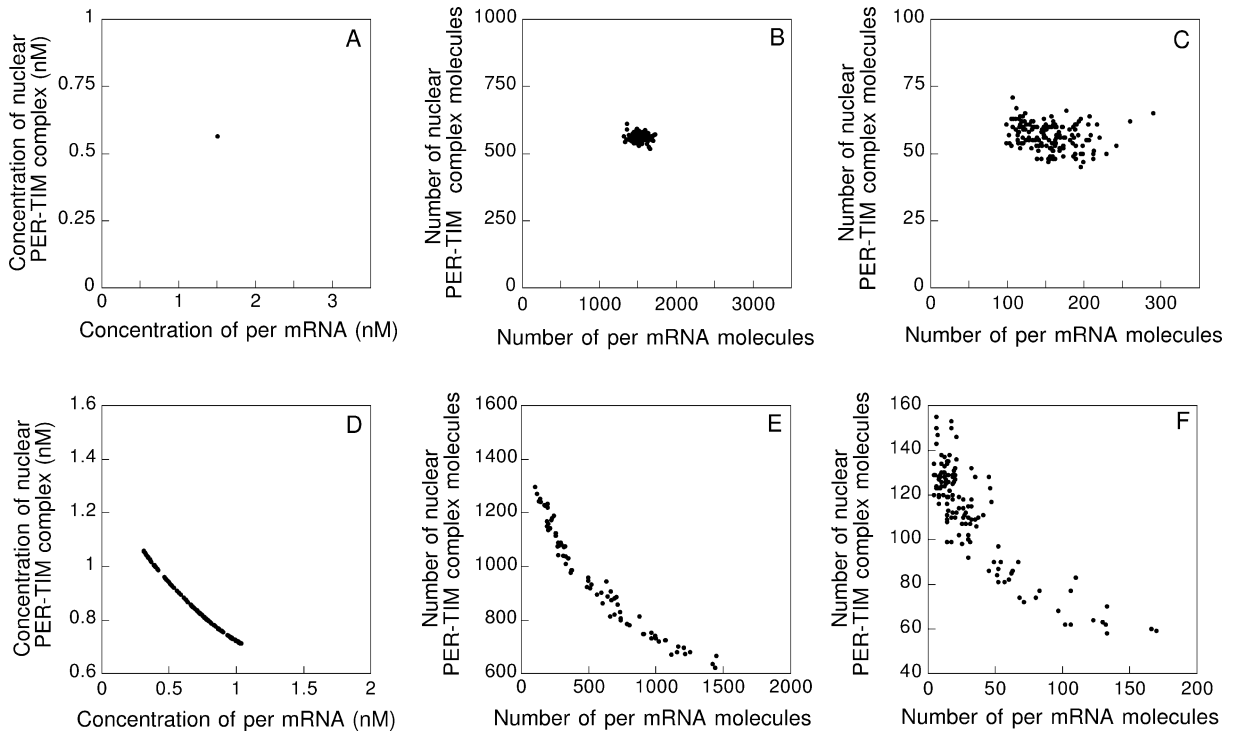 A
Concentration of nuclear
PER-TIM complex (nM)
1
0.75
0.5
0.25
0
0 1 2 3
Concentration of per mRNA (nM)
B
Number of nuclear
PER-TIM complex molecules
1000
750
500
250
0
0 1000 2000 3000
Number of per mRNA molecules
C
Number of nuclear
PER-TIM complex molecules
100
75
50
25
0
0 100 200 300
Number of per mRNA molecules
D
Concentration of nuclear
PER-TIM complex (nM)
1.6
1.4
1.2
1
0.8
0.6
0 0.5 1 1.5 2
Concentration of per mRNA (nM)
E
Number of nuclear
PER-TIM complex molecules
1600
1400
1200
1000
800
600
0 500 1000 1500 2000
Number of per mRNA molecules
F
Number of nuclear
PER-TIM complex molecules
160
140
120
100
80
60
40
0 50 100 150 200
Number of per mRNA molecules